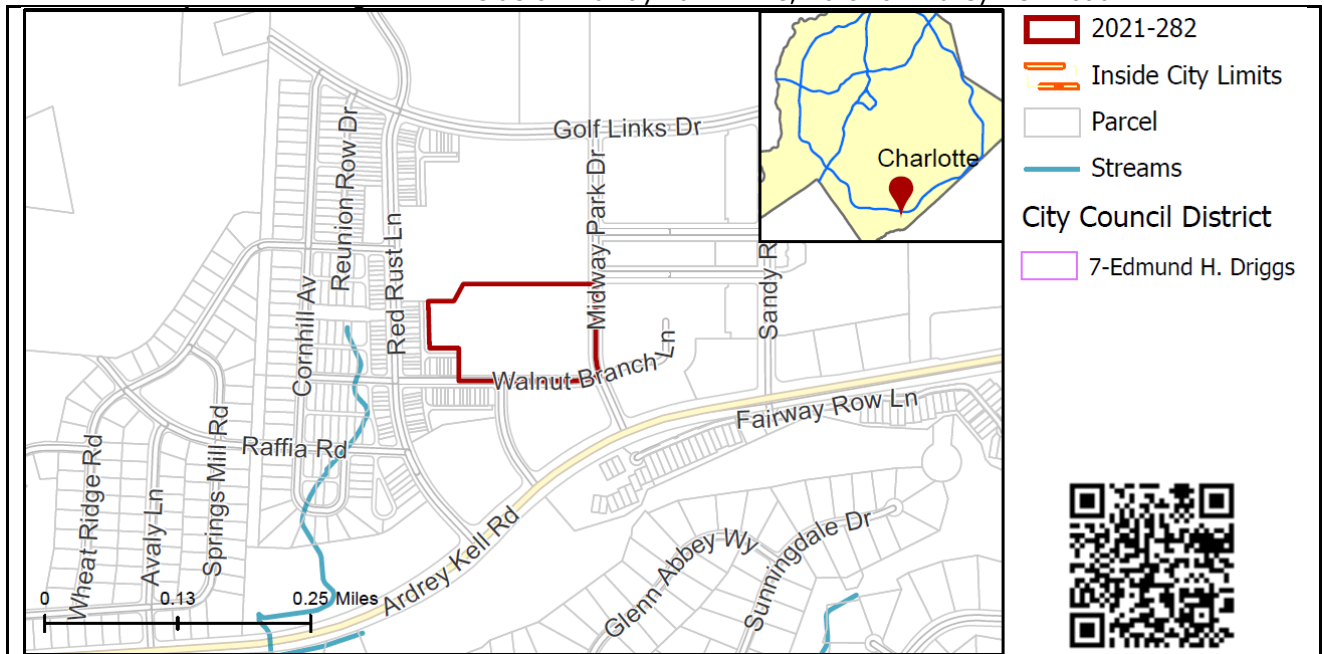 Golf Links Dr
Reunion Row Dr
Midway Park Dr
Red Rust Ln
Cornhill Av
Sandy R
Walnut Branch Ln
Fairway Row Ln
Raffia Rd
Springs Mill Rd
Wheat Ridge Rd
Avaly Ln
Ardrey Kell Rd
Glenn Abbey Wy
Sunningdale Dr
0 0.13 0.25 Miles
Charlotte
2021-282
Inside City Limits
Parcel
Streams
City Council District
7-Edmund H. Driggs